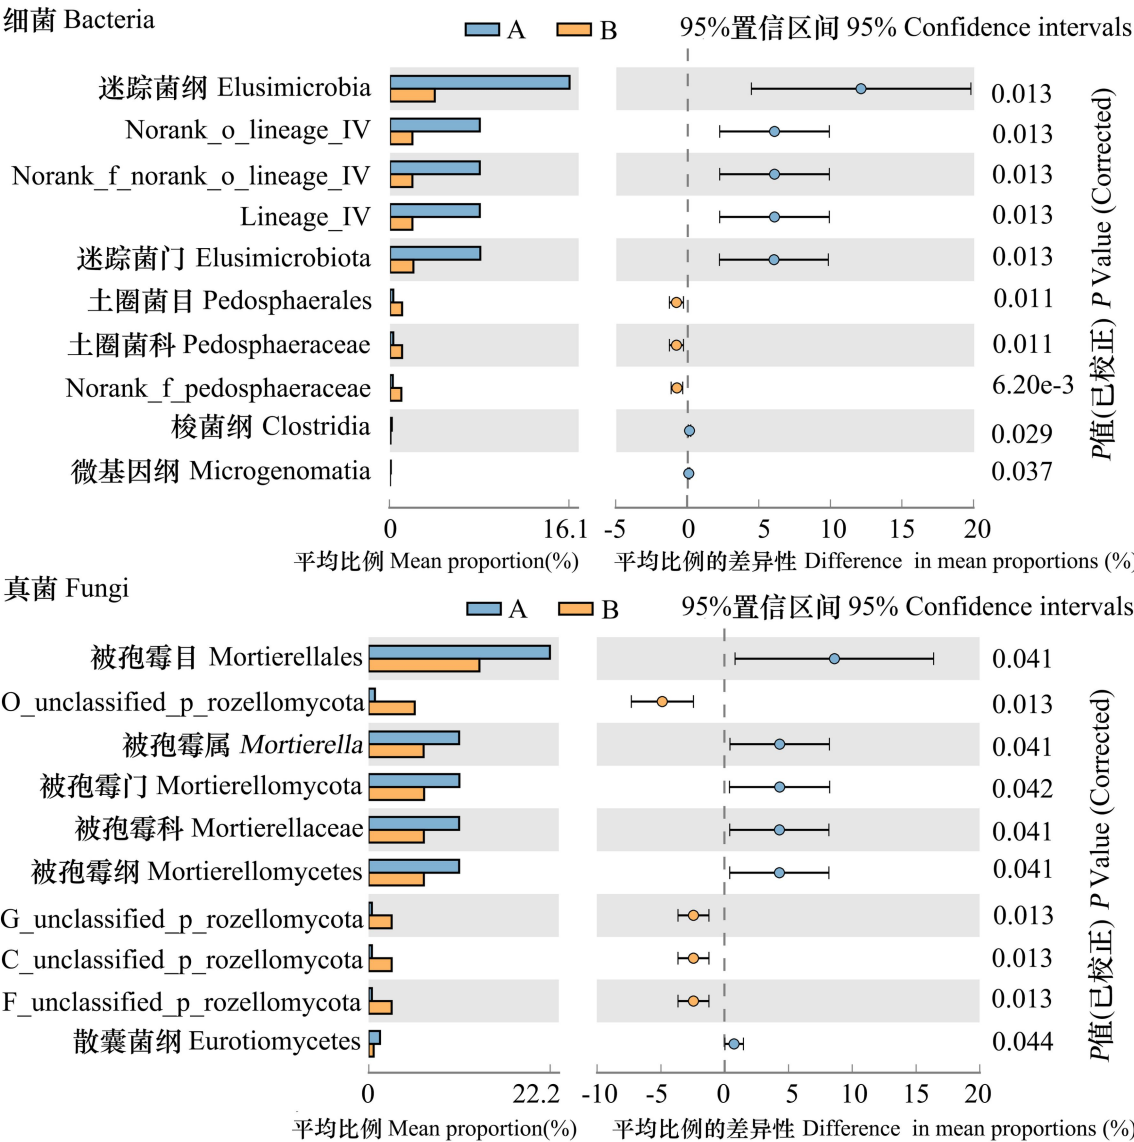 细菌 Bacteria
A B 95%置信区间 95% Confidence intervals
迷踪菌纲 Elusimicrobia 0.013
Norank_o_lineage_IV 0.013
Norank_f_norank_o_lineage_IV 0.013
Lineage_IV 0.013
迷踪菌门 Elusimicrobiota 0.013
土圈菌目 Pedosphaerales 0.011
土圈菌科 Pedosphaeraceae 0.011
Norank_f_pedosphaeraceae 6.20e-3
梭菌纲 Clostridia 0.029
微基因纲 Microgenomatia 0.037
P值(已校正) P Value (Corrected)
0 16.1 -5 0 5 10 15 20
平均比例 Mean proportion(%) 平均比例的差异性 Difference in mean proportions (%)
真菌 Fungi
A B 95%置信区间 95% Confidence intervals
被孢霉目 Mortierellales 0.041
O_unclassified_p_rozellomycota 0.013
被孢霉属 Mortierella 0.041
被孢霉门 Mortierellomycota 0.042
被孢霉科 Mortierellaceae 0.041
被孢霉纲 Mortierellomycetes 0.041
G_unclassified_p_rozellomycota 0.013
C_unclassified_p_rozellomycota 0.013
F_unclassified_p_rozellomycota 0.013
散囊菌纲 Eurotiomycetes 0.044
P值(已校正) P Value (Corrected)
0 22.2 -10 -5 0 5 10 15 20
平均比例 Mean proportion(%) 平均比例的差异性 Difference in mean proportions (%)